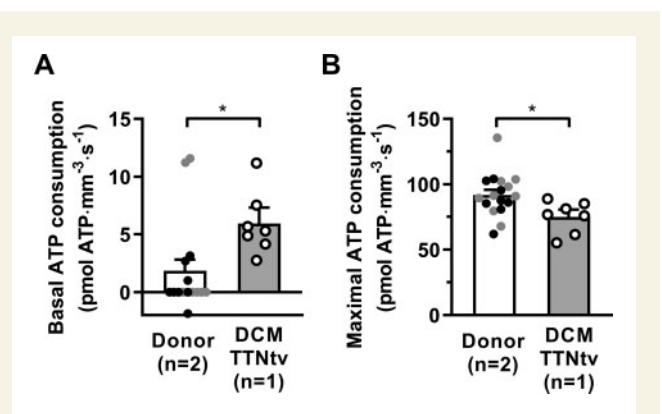 A
Basal ATP consumption
(pmol ATP·mm⁻³·s⁻¹)
15
10
5
0
*
Donor
(n=2)
DCM
TTNtv
(n=1)
B
Maximal ATP consumption
(pmol ATP·mm⁻³·s⁻¹)
150
100
50
0
*
Donor
(n=2)
DCM
TTNtv
(n=1)